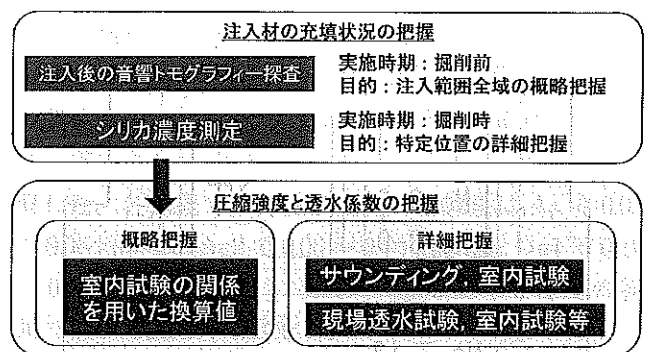 注入材の充填状況の把握
注入後の音響トモグラフィー探査
実施時期:掘削前
目的:注入範囲全域の概略把握
シリカ濃度測定
実施時期:掘削時
目的:特定位置の詳細把握
圧縮強度と透水係数の把握
概略把握
室内試験の関係
を用いた換算値
詳細把握
サウンディング,室内試験
現場透水試験,室内試験等